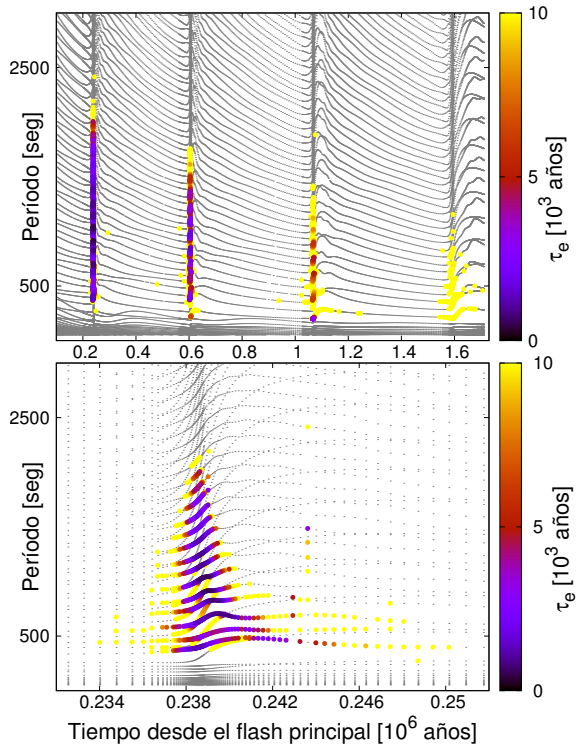 2500
500
Período [seg]
0.2 0.4 0.6 0.8 1 1.2 1.4 1.6
10
5
0
τe [10³ años]
2500
500
Período [seg]
0.234 0.238 0.242 0.246 0.25
Tiempo desde el flash principal [10⁶ años]
10
5
0
τe [10³ años]